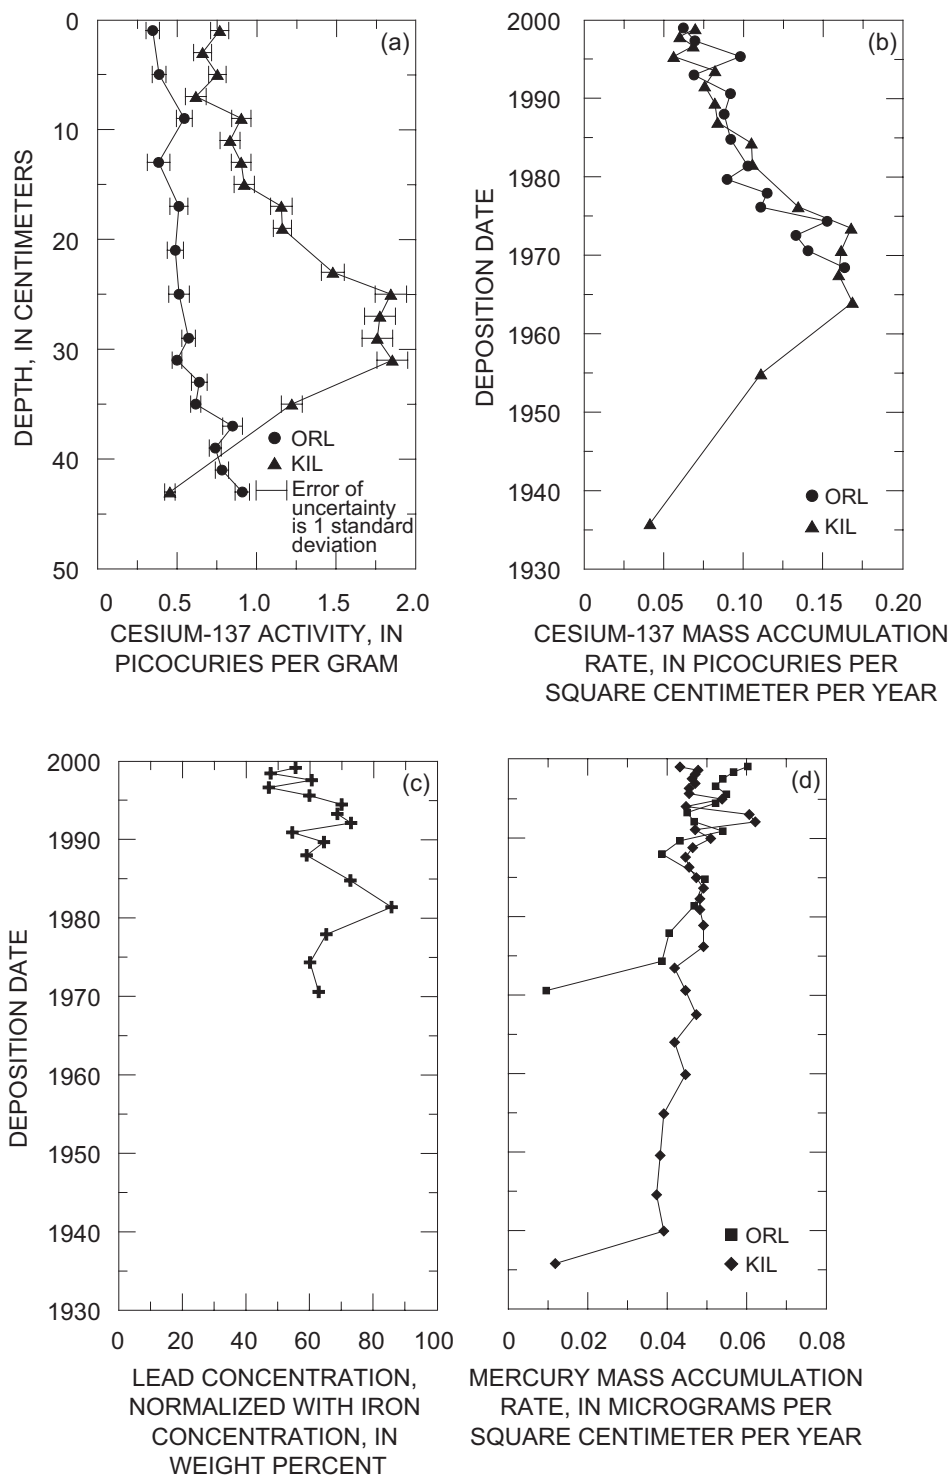 0
10
20
30
40
50
DEPTH, IN CENTIMETERS
(a)
ORL
KIL
Error of
uncertainty
is 1 standard
deviation
0 0.5 1.0 1.5 2.0
CESIUM-137 ACTIVITY, IN
PICOCURIES PER GRAM
2000
1990
1980
1970
1960
1950
1940
1930
DEPOSITION DATE
(b)
ORL
KIL
0 0.05 0.10 0.15 0.20
CESIUM-137 MASS ACCUMULATION
RATE, IN PICOCURIES PER
SQUARE CENTIMETER PER YEAR
2000
1990
1980
1970
1960
1950
1940
1930
DEPOSITION DATE
(c)
0 20 40 60 80 100
LEAD CONCENTRATION,
NORMALIZED WITH IRON
CONCENTRATION, IN
WEIGHT PERCENT
(d)
ORL
KIL
0 0.02 0.04 0.06 0.08
MERCURY MASS ACCUMULATION
RATE, IN MICROGRAMS PER
SQUARE CENTIMETER PER YEAR